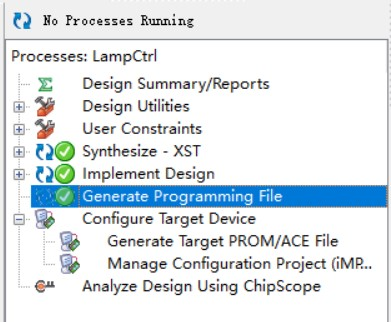 No Processes Running
Processes: LampCtrl
Design Summary/Reports
Design Utilities
User Constraints
Synthesize - XST
Implement Design
Generate Programming File
Configure Target Device
Generate Target PROM/ACE File
Manage Configuration Project (iMP...
Analyze Design Using ChipScope